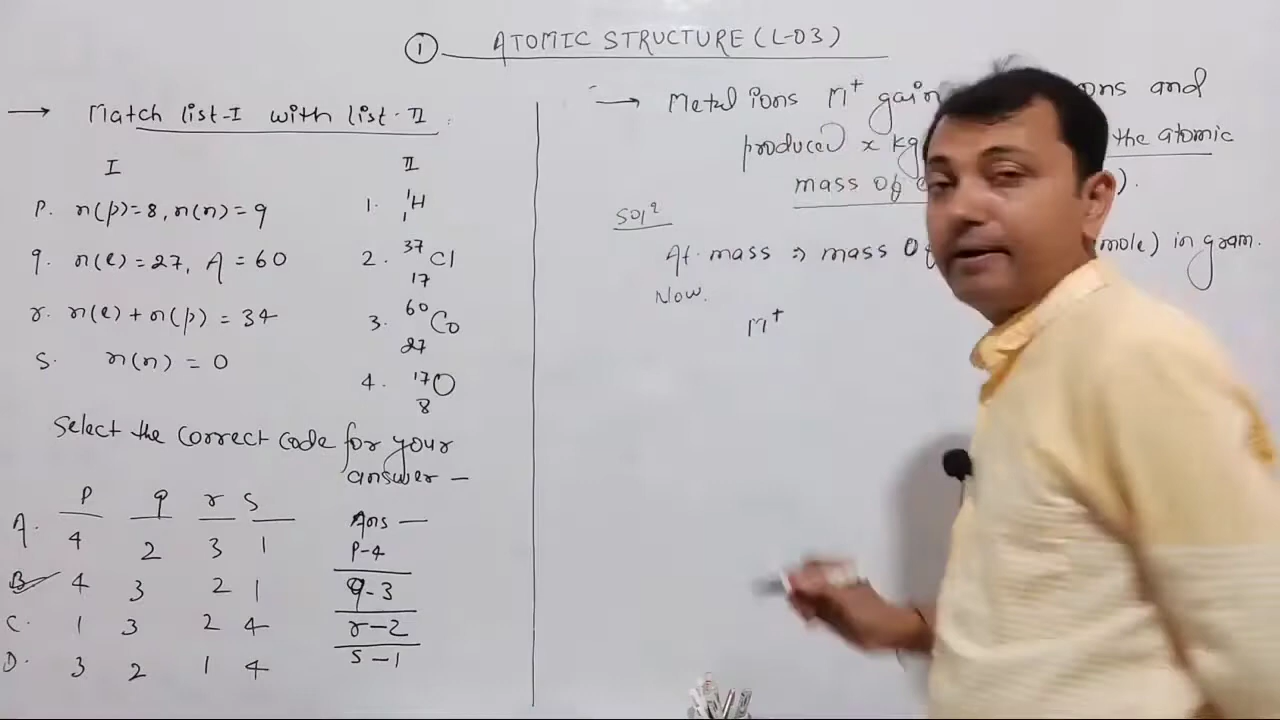 ① ATOMIC STRUCTURE (L-03)
→ Match list-I with list-II
I II
P. n(p)=8, n(n)=9 1. ¹₁H
q. n(e)=27, A=60 2. ³⁷₁₇Cl
r. n(e)+n(p)=34 3. ⁶⁰₂₇Co
S. n(n)=0 4. ¹⁷₈O
Select the correct code for your
answer —
P q r S
A. 4 2 3 1
B. 4 3 2 1
C. 1 3 2 4
D. 3 2 1 4
Ans —
P-4
q-3
r-2
S-1
→ Metal ions M⁺ gain and
produced x kg the atomic
mass of ).
Solⁿ
At. mass ⇒ mass (mole) in gram.
Now.
M⁺